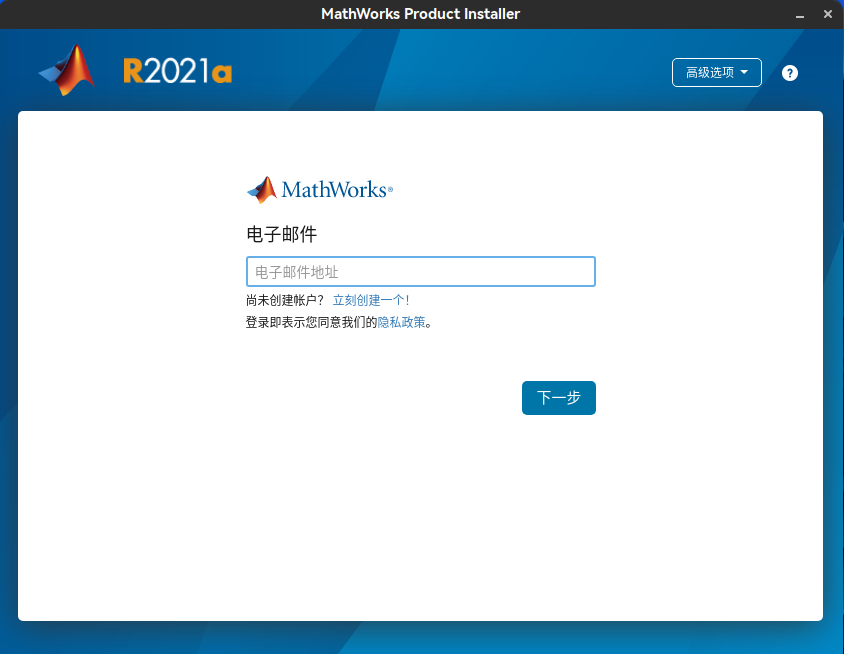 MathWorks Product Installer
R2021a
高级选项
?
MathWorks®
电子邮件
电子邮件地址
尚未创建帐户？ 立刻创建一个!
登录即表示您同意我们的隐私政策。
下一步